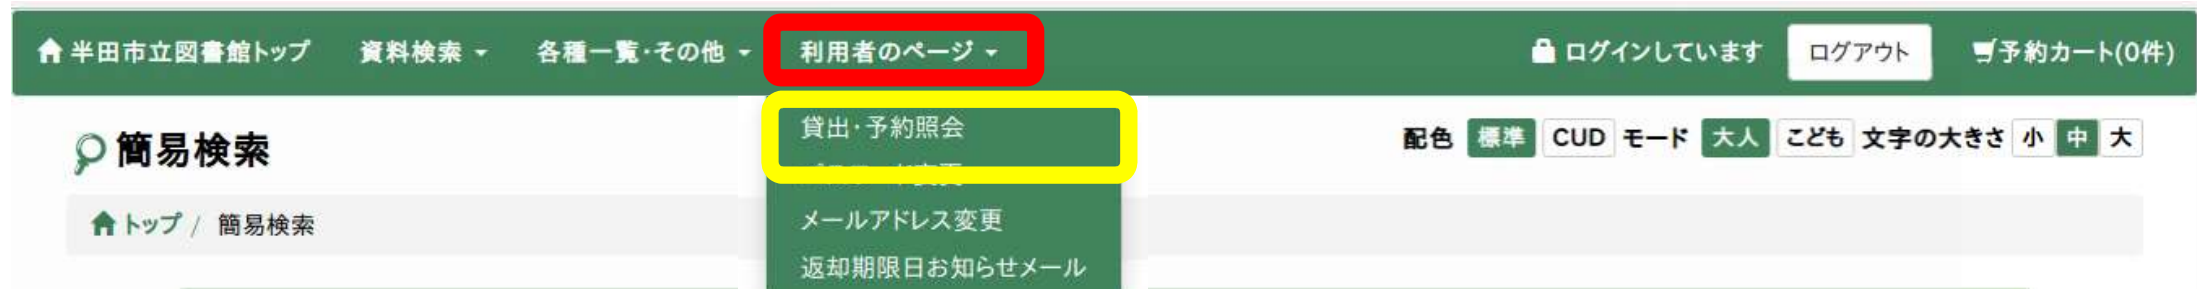 半田市立図書館トップ 資料検索 各種一覧・その他 利用者のページ ログインしています ログアウト 予約カート(0件)
簡易検索
配色 標準 CUD モード 大人 こども 文字の大きさ 小 中 大
トップ / 簡易検索
貸出・予約照会
メールアドレス変更
返却期限日お知らせメール